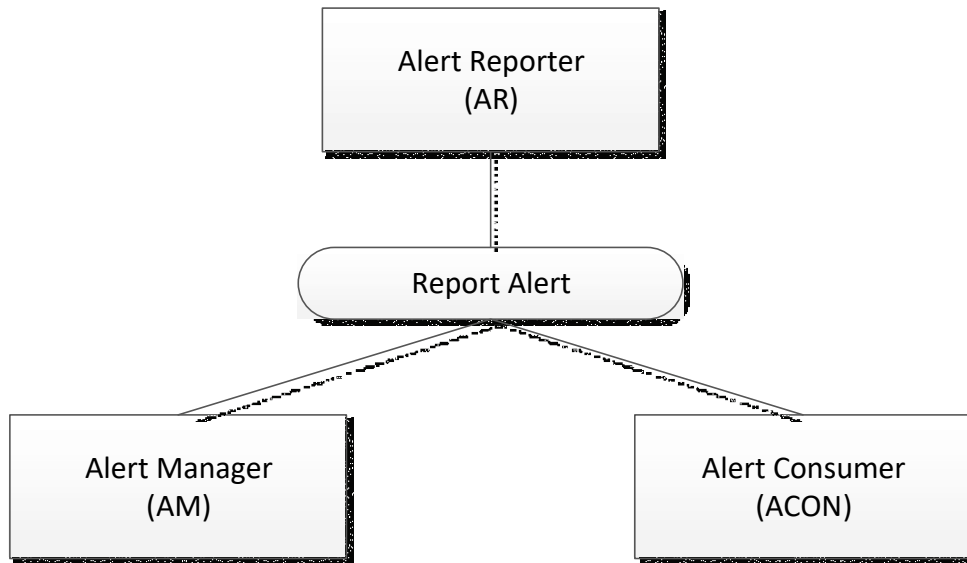 Alert Reporter
(AR)
Report Alert
Alert Manager
(AM)
Alert Consumer
(ACON)